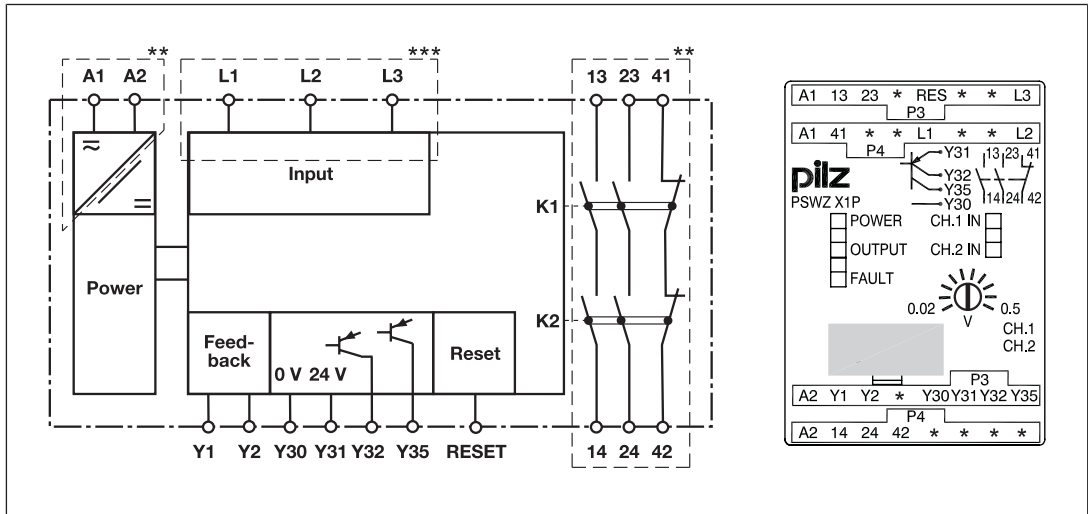 ** *** **
A1 A2 L1 L2 L3 13 23 41
Input
K1
Power
K2
Feed-
back
0 V 24 V
Reset
Y1 Y2 Y30 Y31 Y32 Y35 RESET 14 24 42
A1 13 23 * RES * * L3
P3
A1 41 * * L1 * * L2
P4
pilz
PSWZ X1P
Y31
Y32
Y35
Y30
13 23 41
14 24 42
POWER
OUTPUT
FAULT
CH.1 IN
CH.2 IN
0.02 V 0.5
CH.1
CH.2
P3
A2 Y1 Y2 * Y30 Y31 Y32 Y35
P4
A2 14 24 42 * * * *